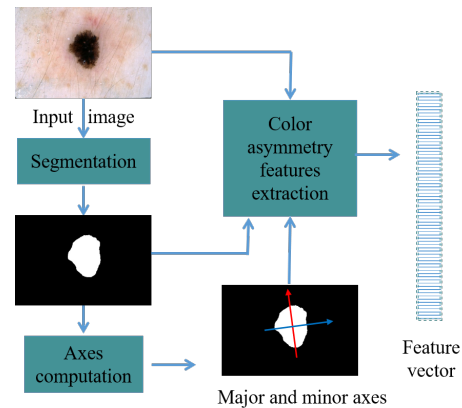 Input image
Segmentation
Color
asymmetry
features
extraction
Axes
computation
Major and minor axes
Feature
vector